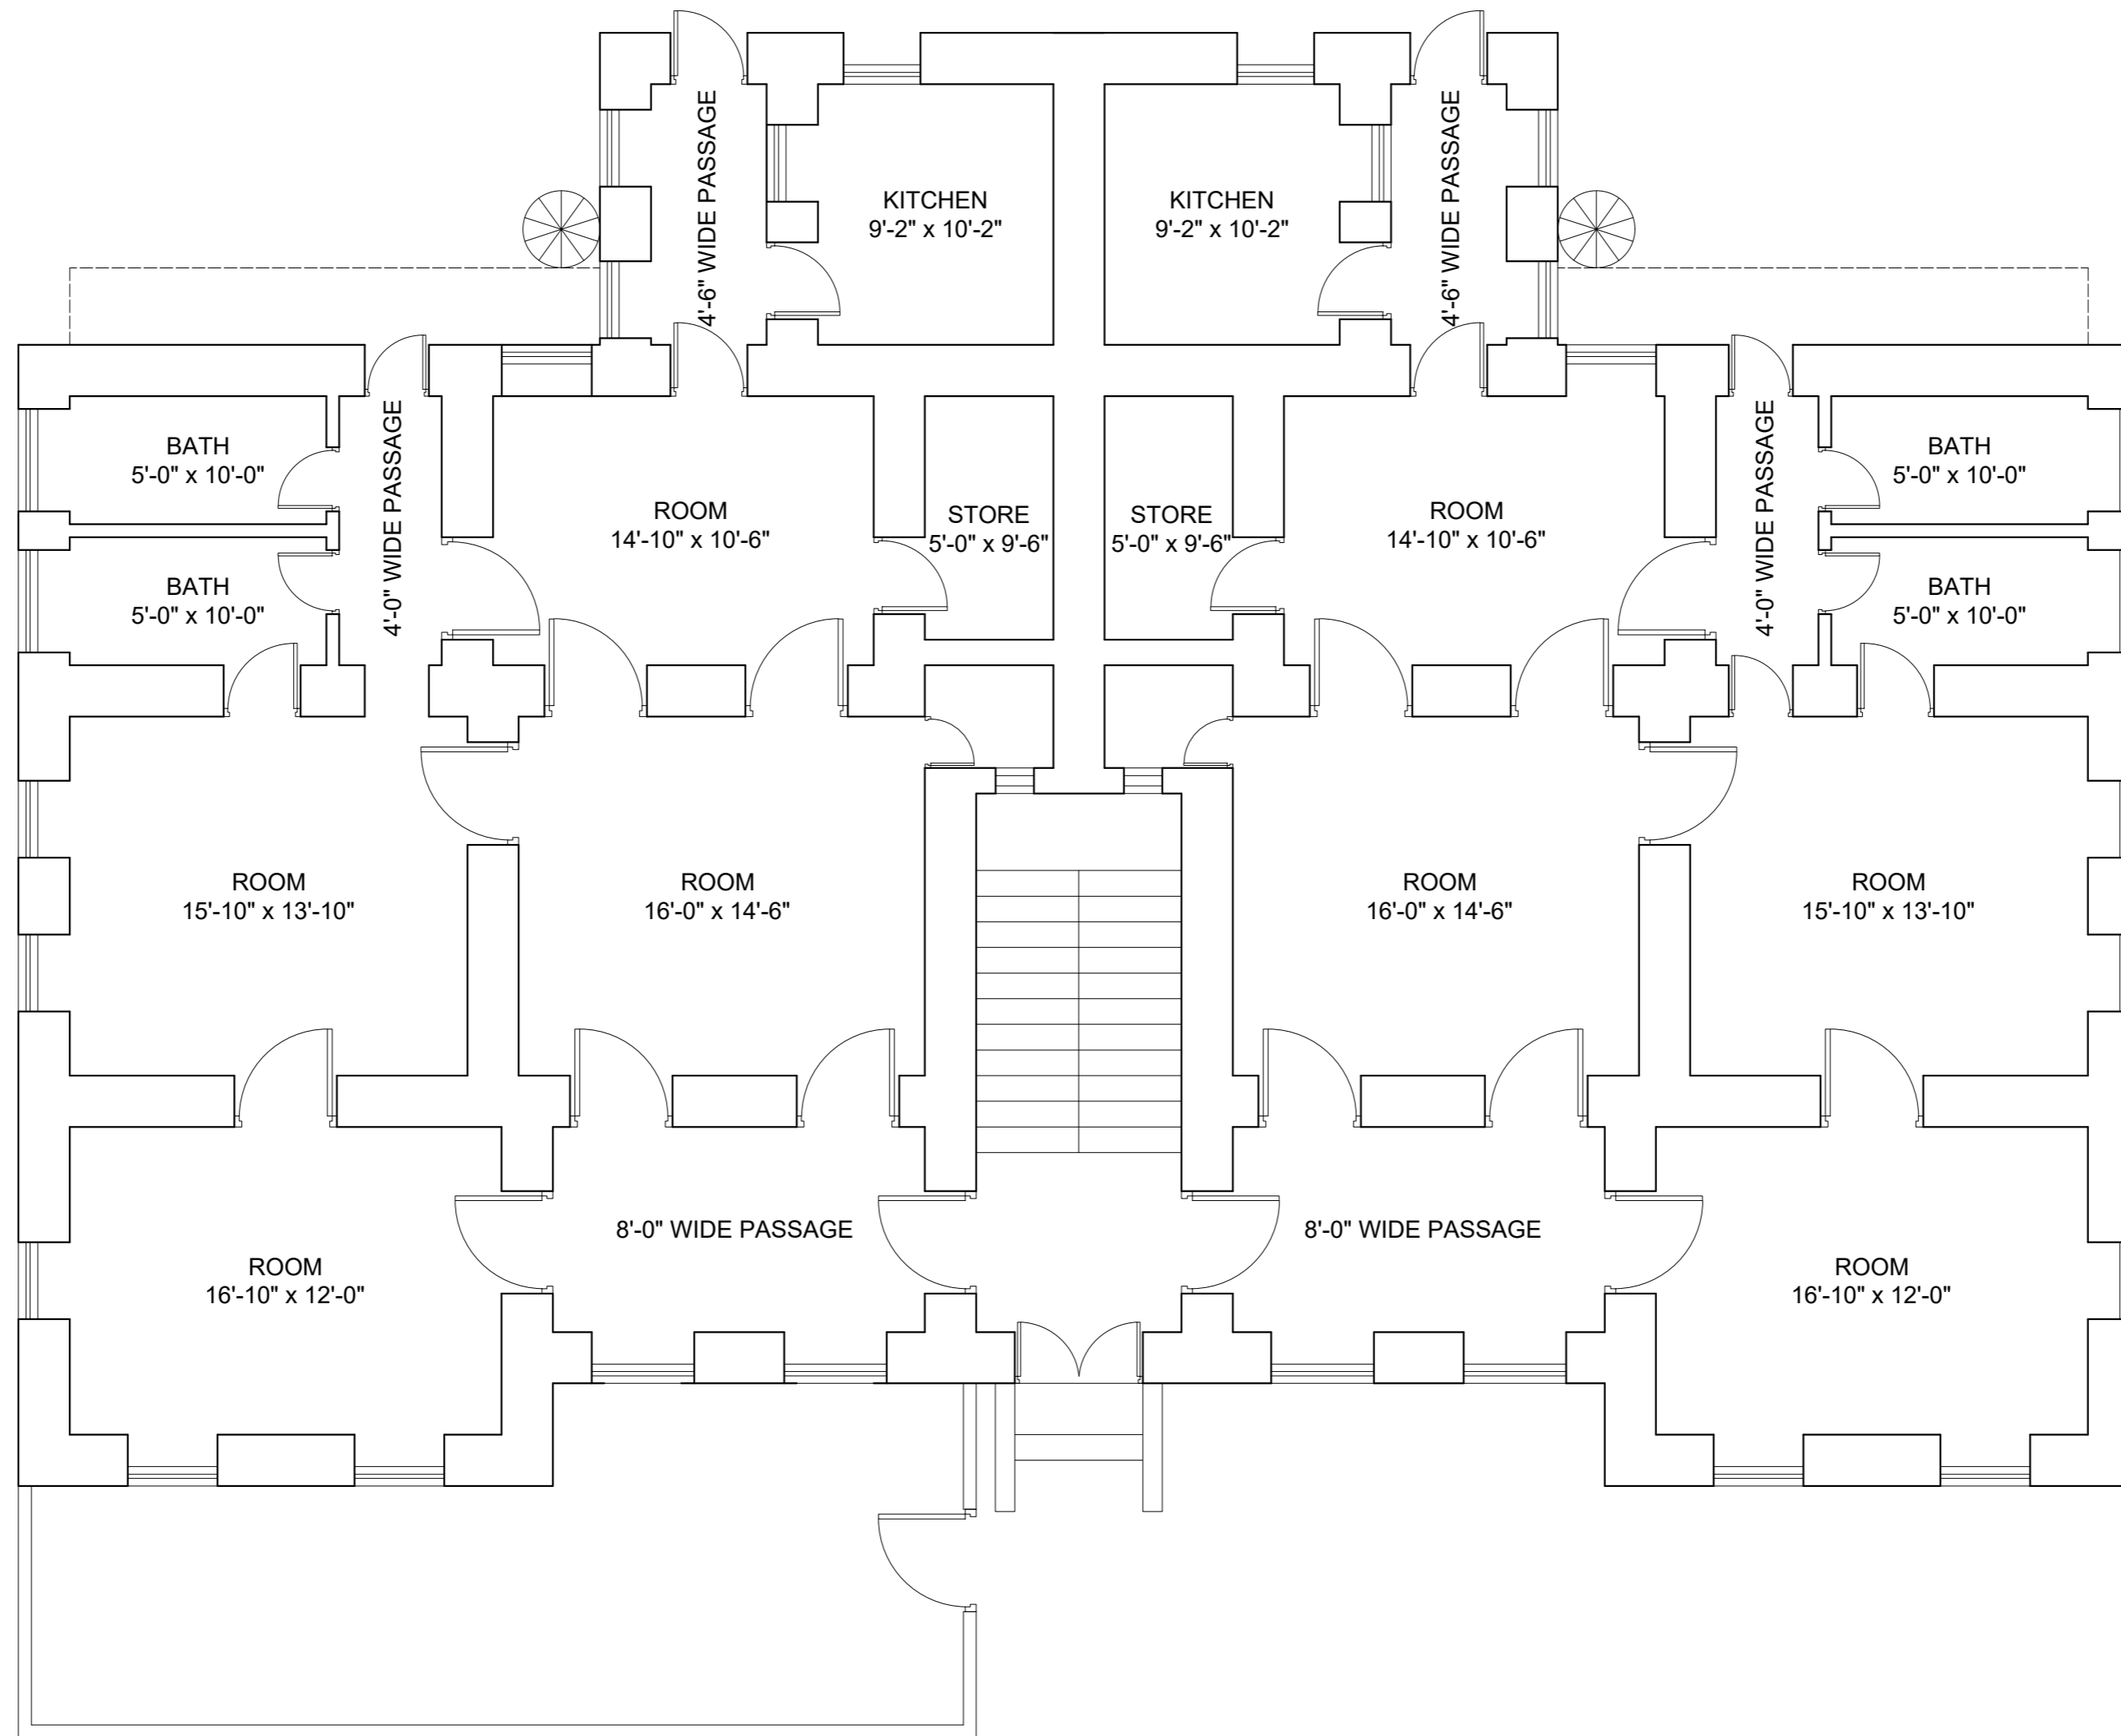 4'-6" WIDE PASSAGE
KITCHEN
9'-2" x 10'-2"
KITCHEN
9'-2" x 10'-2"
4'-6" WIDE PASSAGE
BATH
5'-0" x 10'-0"
4'-0" WIDE PASSAGE
ROOM
14'-10" x 10'-6"
STORE
5'-0" x 9'-6"
STORE
5'-0" x 9'-6"
ROOM
14'-10" x 10'-6"
4'-0" WIDE PASSAGE
BATH
5'-0" x 10'-0"
BATH
5'-0" x 10'-0"
BATH
5'-0" x 10'-0"
ROOM
15'-10" x 13'-10"
ROOM
16'-0" x 14'-6"
ROOM
16'-0" x 14'-6"
ROOM
15'-10" x 13'-10"
ROOM
16'-10" x 12'-0"
8'-0" WIDE PASSAGE
8'-0" WIDE PASSAGE
ROOM
16'-10" x 12'-0"